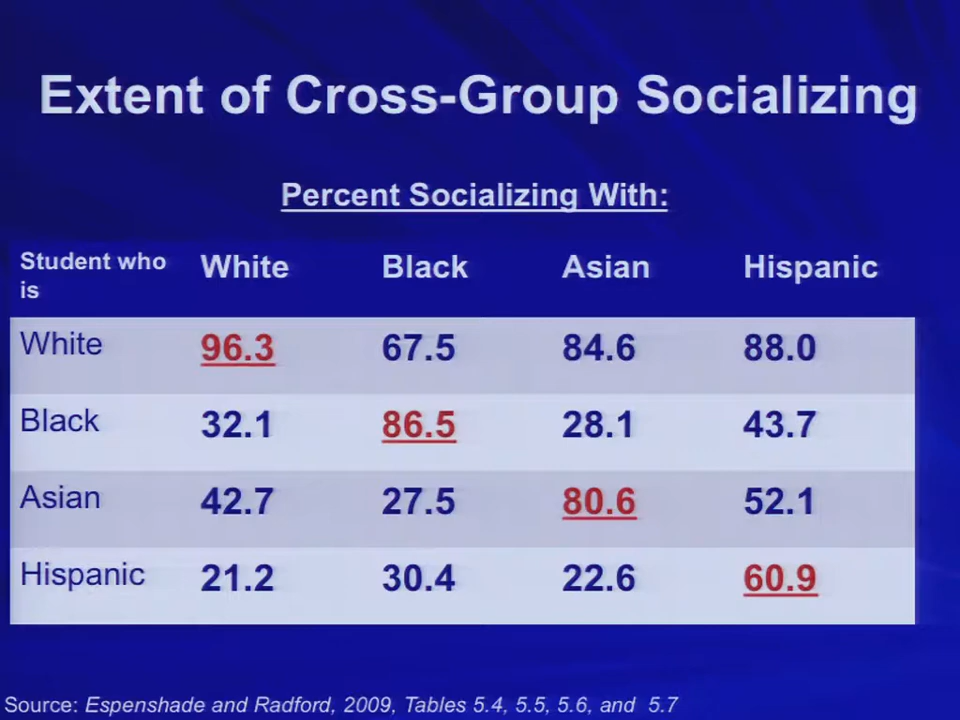 Extent of Cross-Group Socializing
Percent Socializing With:
Student who is White Black Asian Hispanic
White 96.3 67.5 84.6 88.0
Black 32.1 86.5 28.1 43.7
Asian 42.7 27.5 80.6 52.1
Hispanic 21.2 30.4 22.6 60.9
Source: Espenshade and Radford, 2009, Tables 5.4, 5.5, 5.6, and 5.7